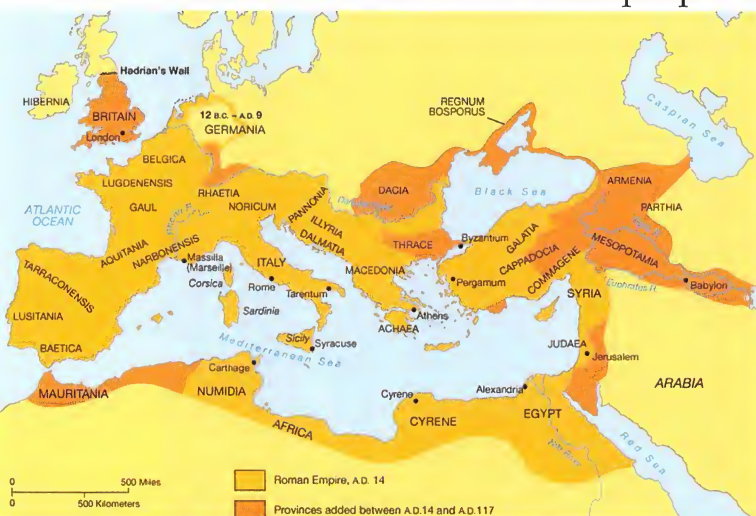 Hadrian's Wall
HIBERNIA
BRITAIN
London
12 B.C. – A.D. 9
GERMANIA
REGNUM
BOSPORUS
Caspian Sea
BELGICA
LUGDENENSIS
GAUL
RHAETIA
NORICUM
PANNONIA
ILLYRIA
DALMATIA
DACIA
Black Sea
ARMENIA
PARTHIA
ATLANTIC
OCEAN
AQUITANIA
NARBONENSIS
Massilla
(Marseille)
Corsica
ITALY
Rome
Tarentum
Sardinia
THRACE
Byzantium
MACEDONIA
Pergamum
GALATIA
CAPPADOCIA
COMMAGENE
MESOPOTAMIA
Euphratus R.
Babylon
TARRACONENSIS
LUSITANIA
BAETICA
Sicily
Syracuse
Athens
ACHAEA
SYRIA
Mediterranean Sea
JUDAEA
Jerusalem
Carthage
MAURITANIA
NUMIDIA
AFRICA
Cyrene
CYRENE
Alexandria
EGYPT
ARABIA
Red Sea
0
500 Miles
0
500 Kilometers
Roman Empire, A.D. 14
Provinces added between A.D.14 and A.D.117